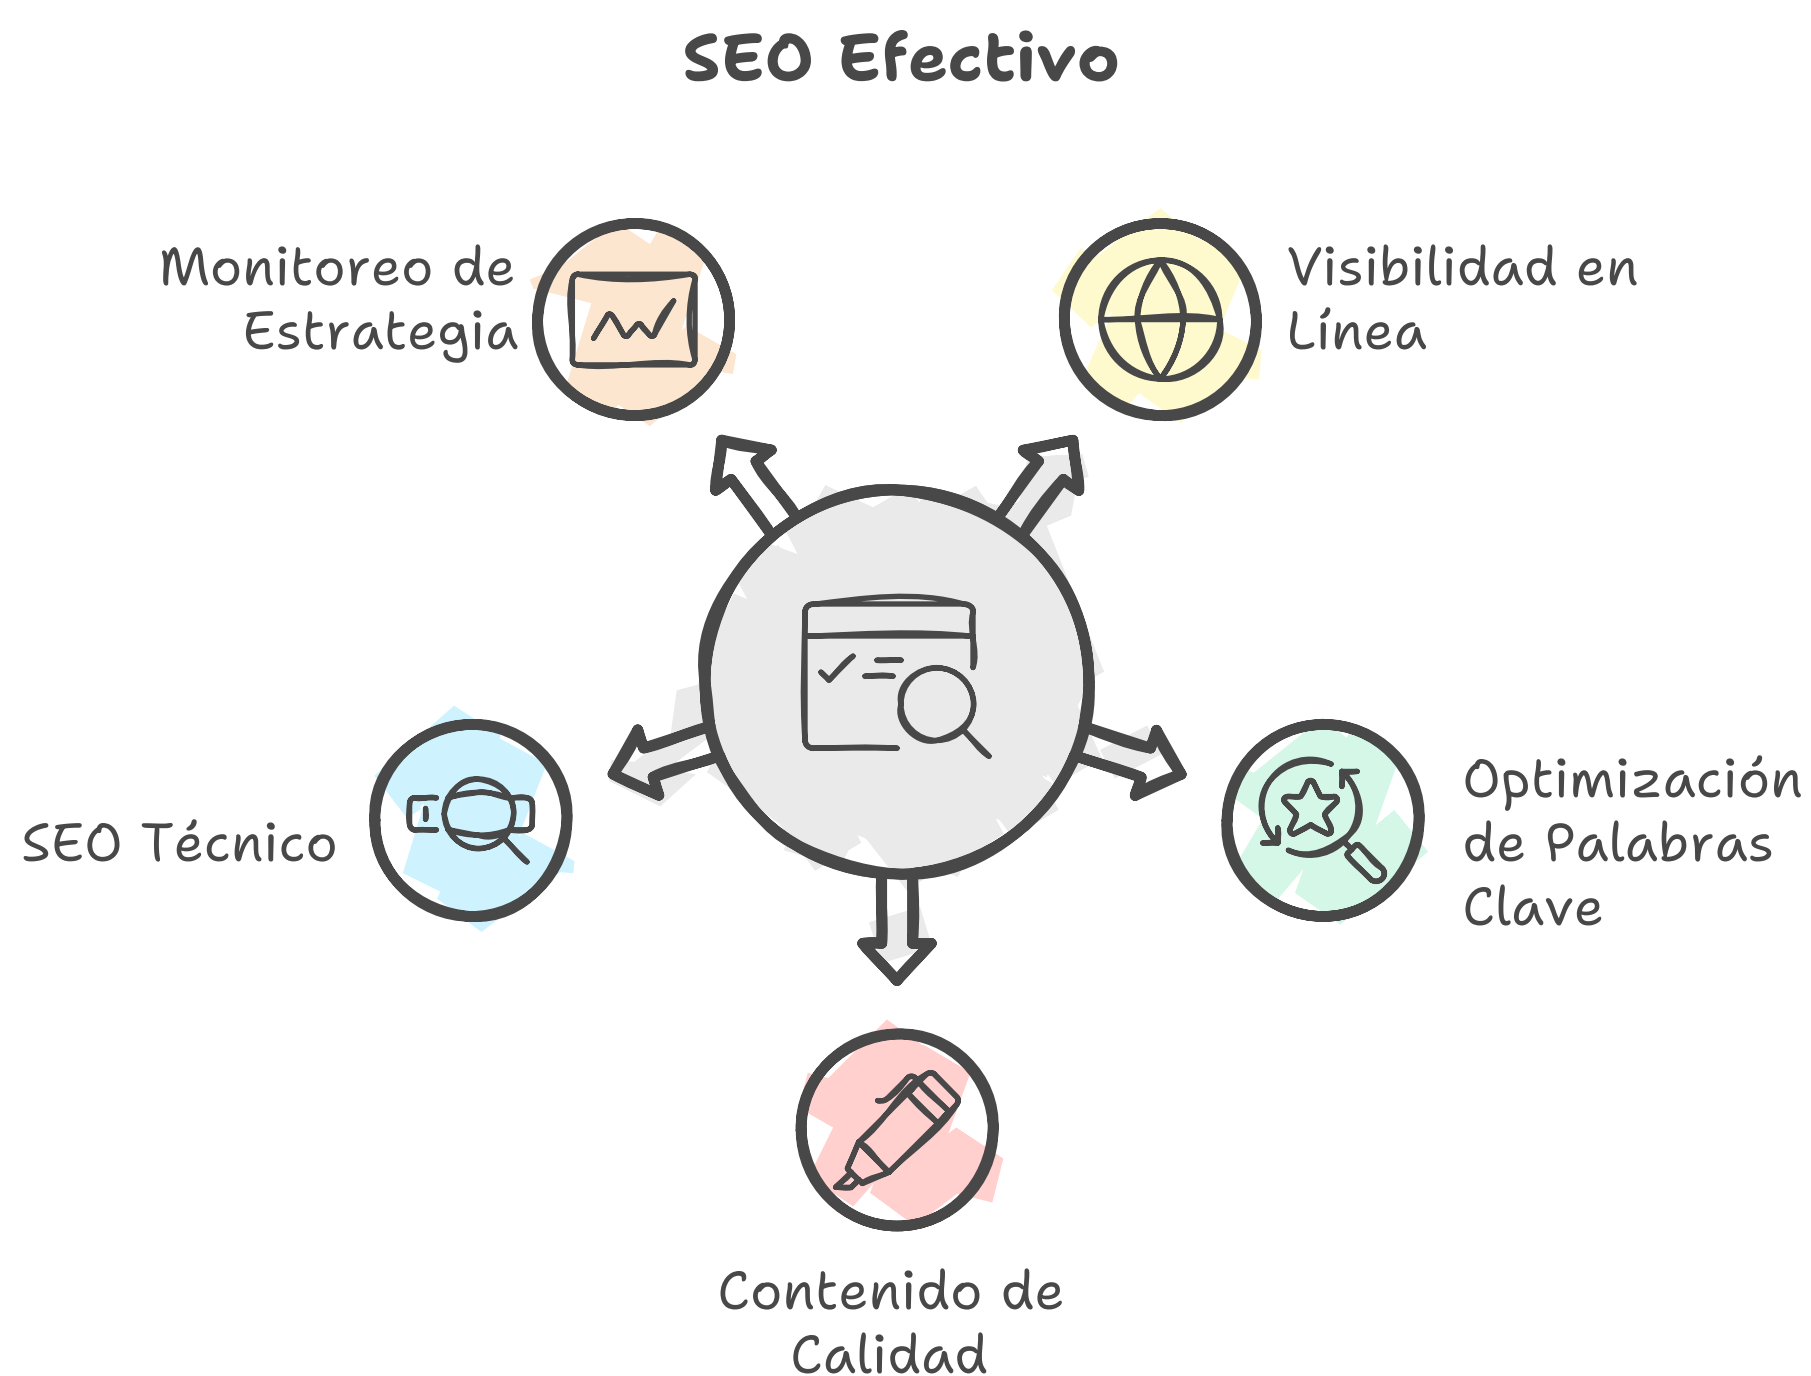 SEO Efectivo
Monitoreo de
Estrategia
Visibilidad en
Línea
SEO Técnico
Optimización
de Palabras
Clave
Contenido de
Calidad